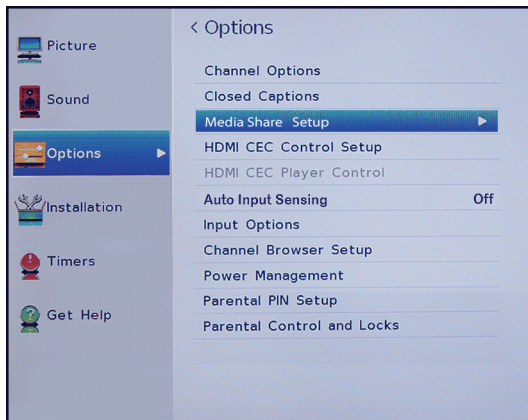 Picture
Sound
Options
Installation
Timers
Get Help
Options
Channel Options
Closed Captions
Media Share Setup
HDMI CEC Control Setup
HDMI CEC Player Control
Auto Input Sensing Off
Input Options
Channel Browser Setup
Power Management
Parental PIN Setup
Parental Control and Locks